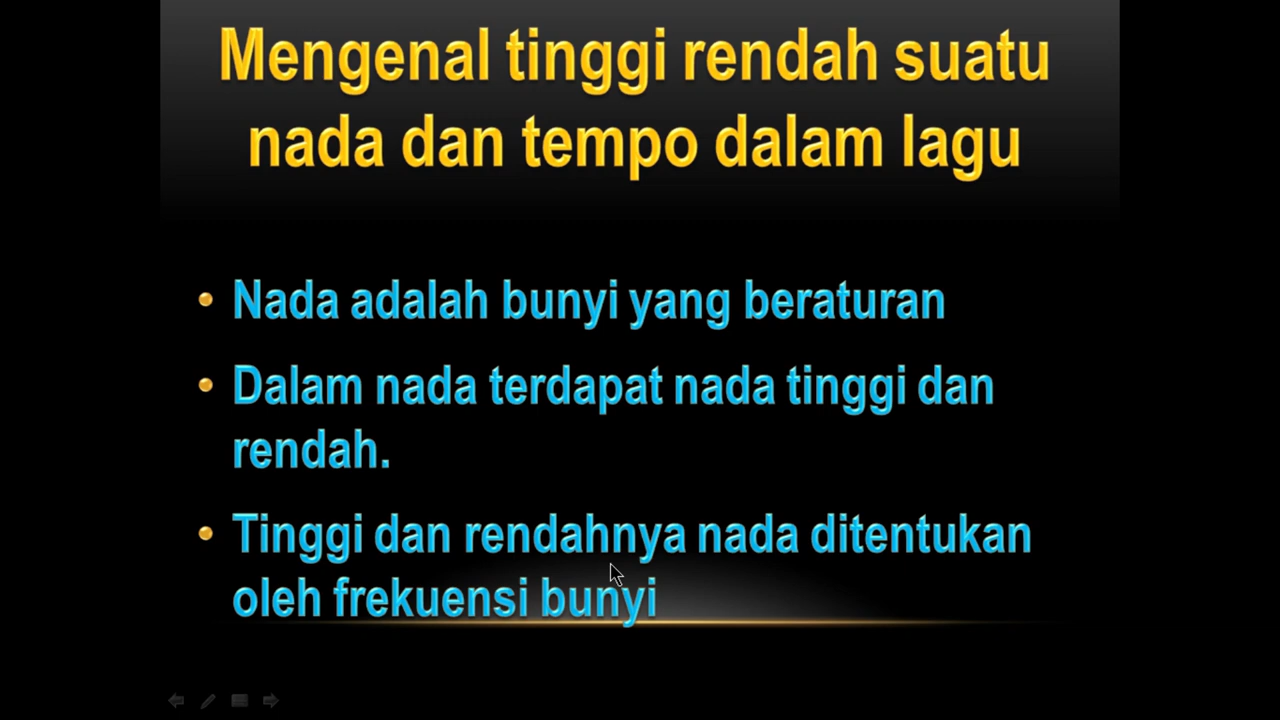 Mengenal tinggi rendah suatu
nada dan tempo dalam lagu
• Nada adalah bunyi yang beraturan
• Dalam nada terdapat nada tinggi dan
rendah.
• Tinggi dan rendahnya nada ditentukan
oleh frekuensi bunyi